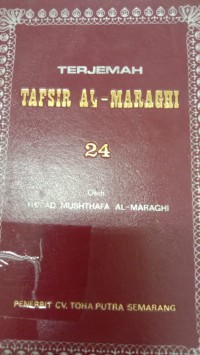 TERJEMAH
TAFSIR AL-MARAGHI
24
Oleh
MUSHTHAFA AL-MARAGHI
PENERBIT CV. TOHA PUTRA SEMARANG